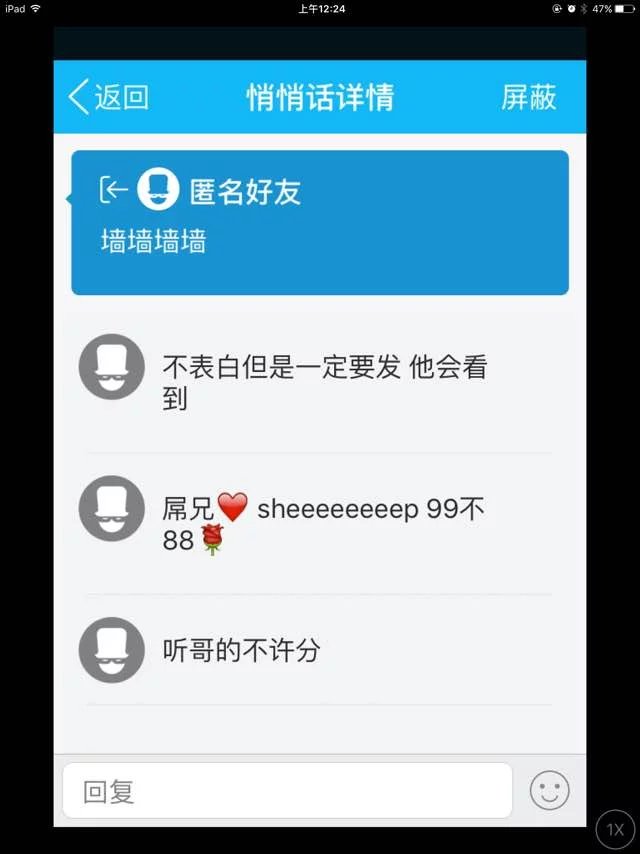 iPad 上午12:24 47%
返回 悄悄话详情 屏蔽
匿名好友
墙墙墙墙
不表白但是一定要发 他会看
到
屌兄❤️ sheeeeeeeep 99不
88🌹
听哥的不许分
回复
1X